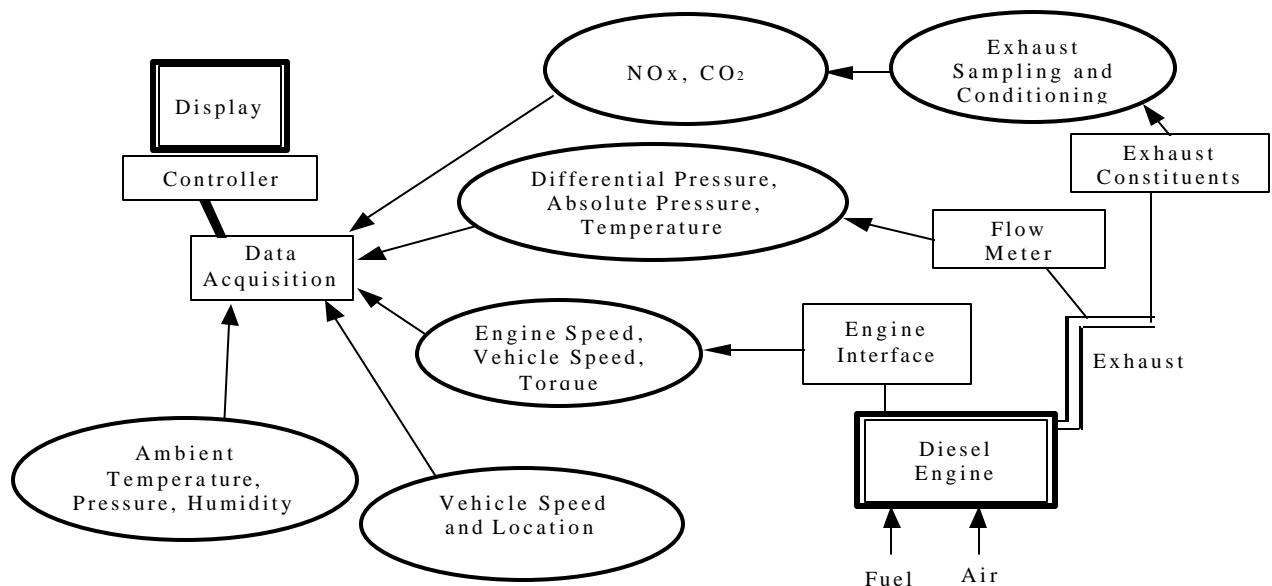 Display
Controller
Data
Acquisition
NOx, CO2
Exhaust
Sampling and
Conditioning
Exhaust
Constituents
Differential Pressure,
Absolute Pressure,
Temperature
Flow
Meter
Engine Speed,
Vehicle Speed,
Torque
Engine
Interface
Exhaust
Diesel
Engine
Ambient
Temperature,
Pressure, Humidity
Vehicle Speed
and Location
Fuel
Air